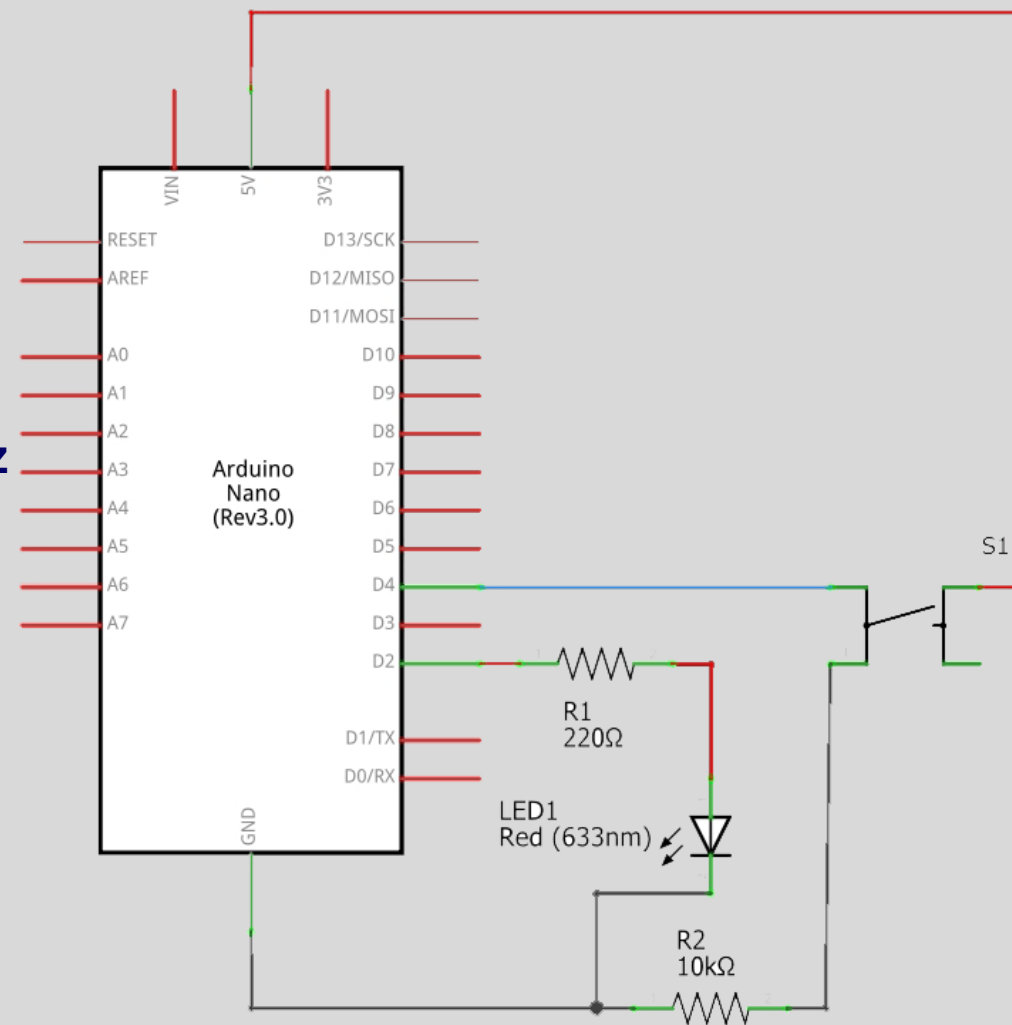 VIN
5V
3V3
RESET
D13/SCK
AREF
D12/MISO
D11/MOSI
A0
D10
A1
D9
A2
D8
z
A3
D7
Arduino
Nano
(Rev3.0)
A4
D6
A5
D5
S1
A6
D4
A7
D3
D2
R1
220Ω
D1/TX
D0/RX
GND
LED1
Red (633nm)
R2
10kΩ